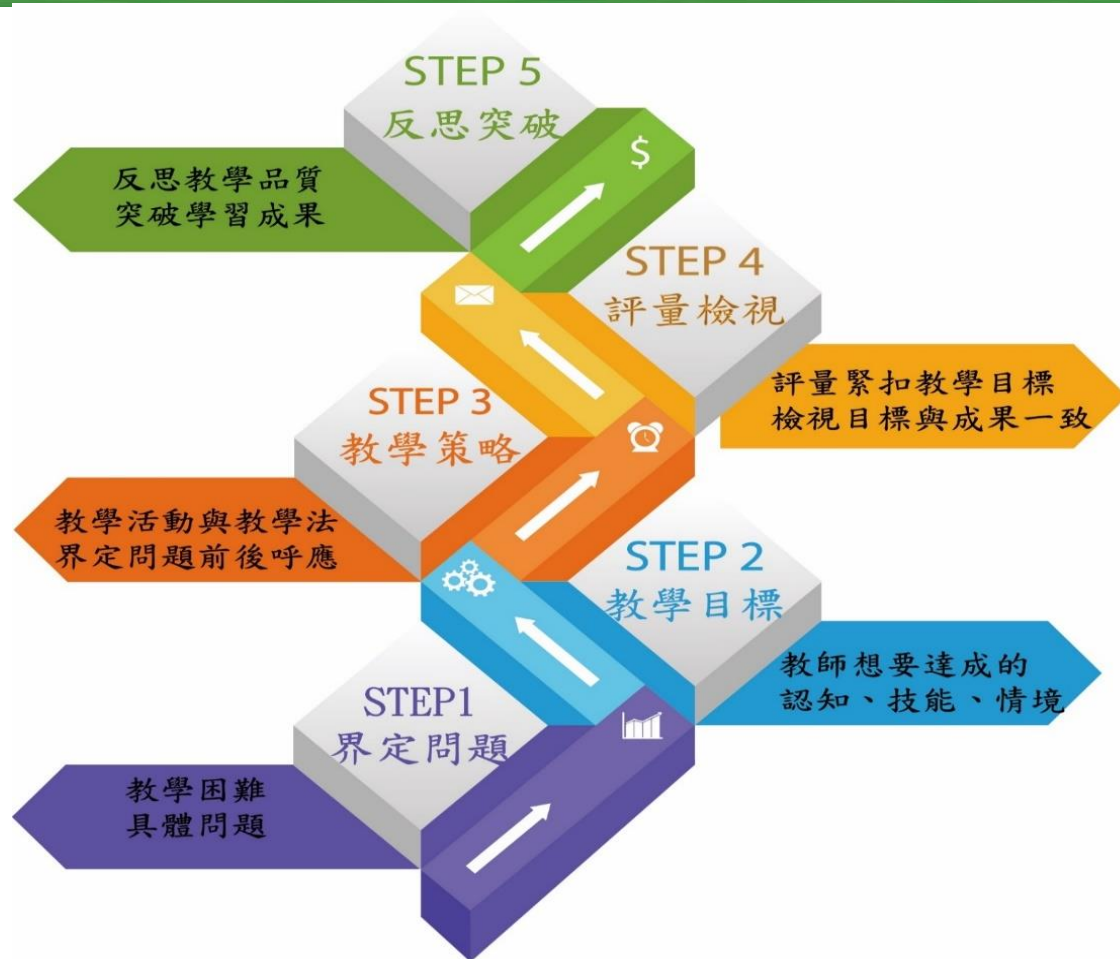 STEP 5
反思突破
反思教學品質
突破學習成果
STEP 4
評量檢視
評量緊扣教學目標
檢視目標與成果一致
STEP 3
教學策略
教學活動與教學法
界定問題前後呼應
STEP 2
教學目標
教師想要達成的
認知、技能、情境
STEP1
界定問題
教學困難
具體問題
$